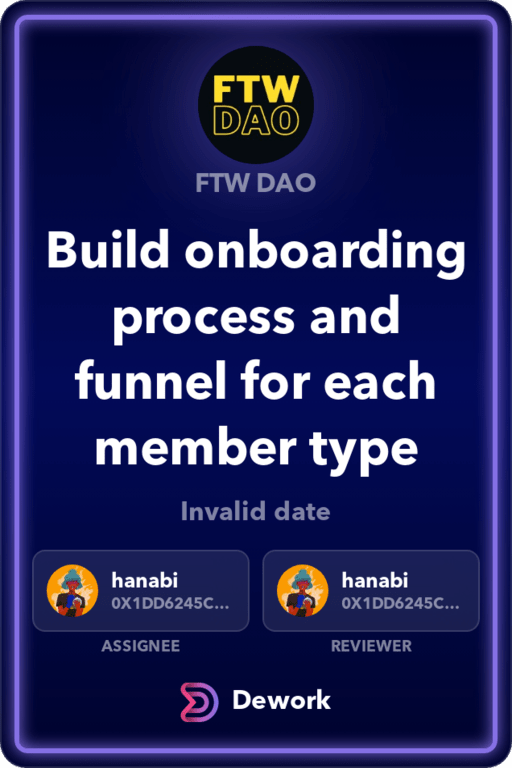 FTW
DAO
FTW DAO
Build onboarding
process and
funnel for each
member type
Invalid date
hanabi
0X1DD6245C...
ASSIGNEE
hanabi
0X1DD6245C...
REVIEWER
Dework